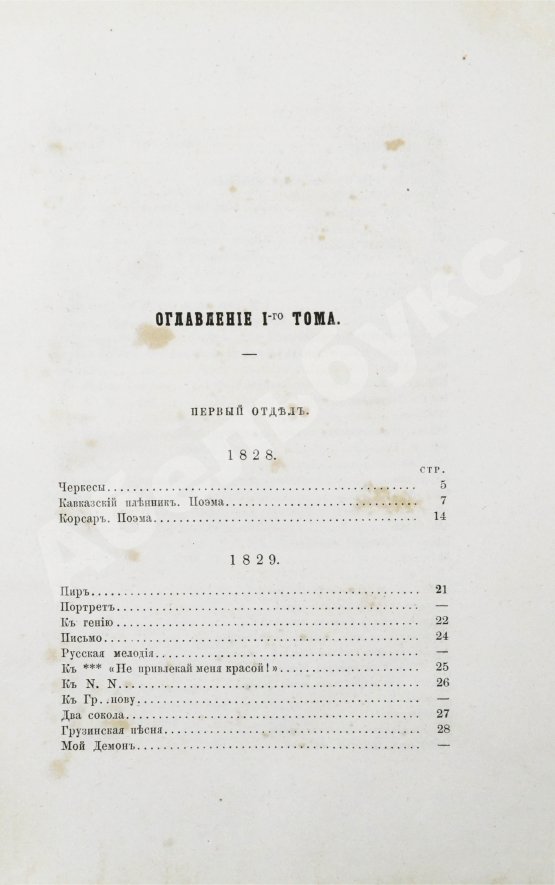 ОГЛАВЛЕНІЕ I-го ТОМА.
ПЕРВЫЙ ОТДѢЛЪ.
1828.
СТР.
Черкесы 5
Кавказскій плѣнникъ. Поэма 7
Корсаръ. Поэма 14
1829.
Пиръ 21
Портретъ —
Къ генію 22
Письмо 24
Русская мелодія —
Къ *** «Не привлекай меня красой!» 25
Къ N. N. 26
Къ Гр..нову —
Два сокола 27
Грузинская пѣсня 28
Мой Демонъ —